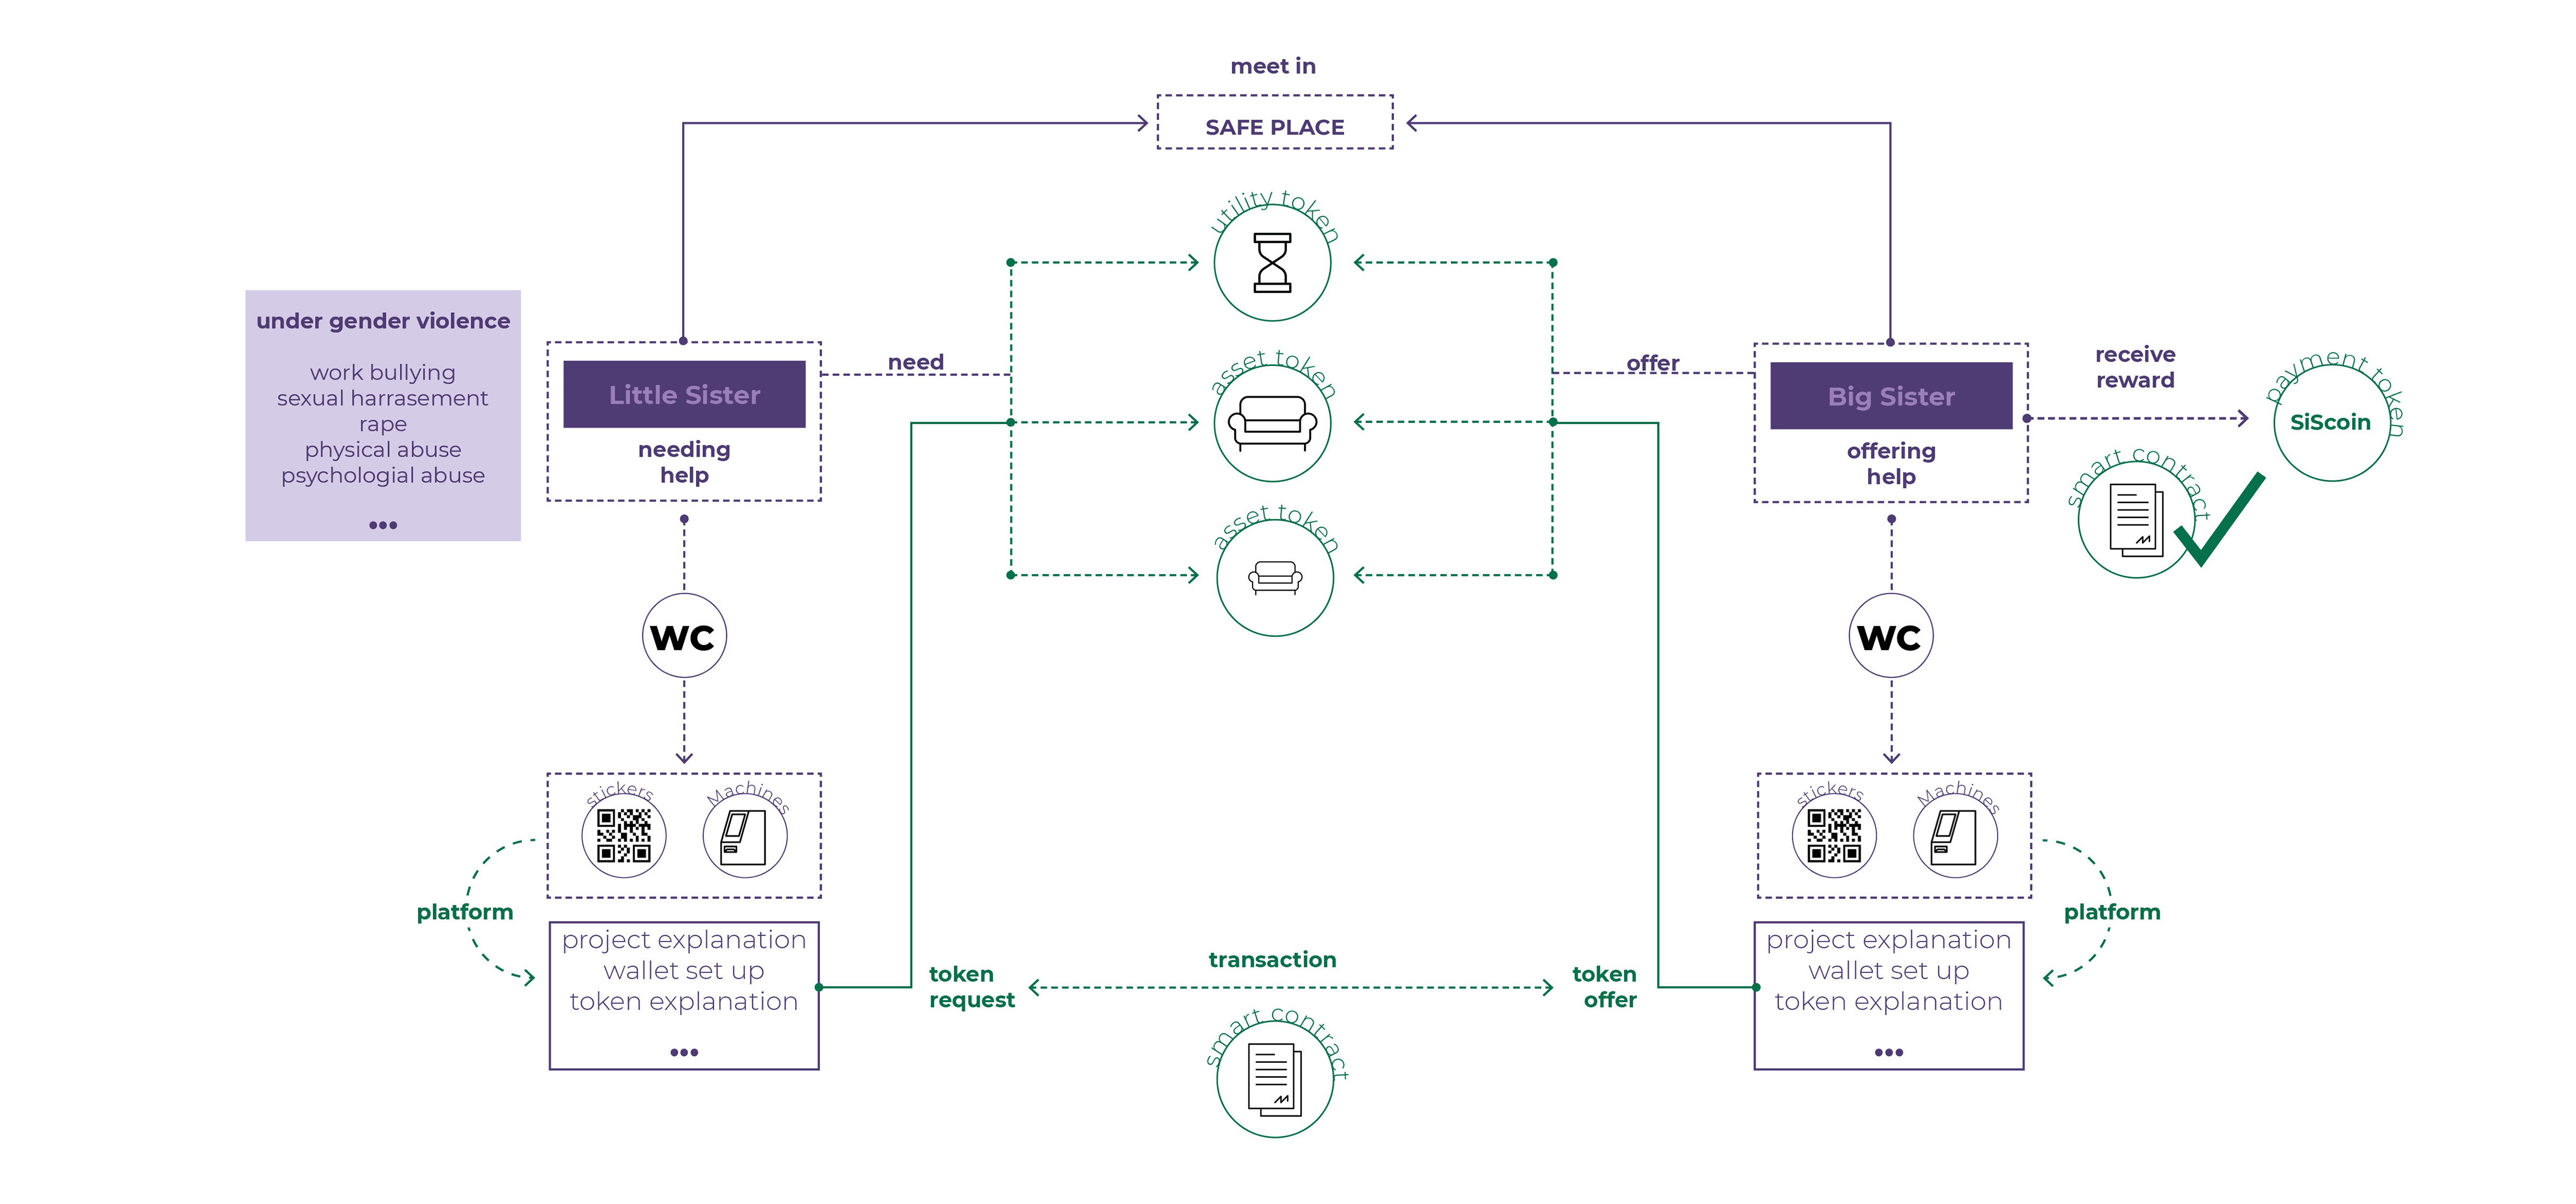 meet in
SAFE PLACE
utility token
under gender violence
work bullying
sexual harrasement
rape
physical abuse
psychologial abuse
•••
Little Sister
needing
help
need
asset token
asset token
offer
Big Sister
offering
help
receive
reward
payment token
SiScoin
smart contract
WC
WC
stickers
Machines
stickers
Machines
platform
platform
project explanation
wallet set up
token explanation
•••
token
request
transaction
token
offer
smart contract
project explanation
wallet set up
token explanation
•••